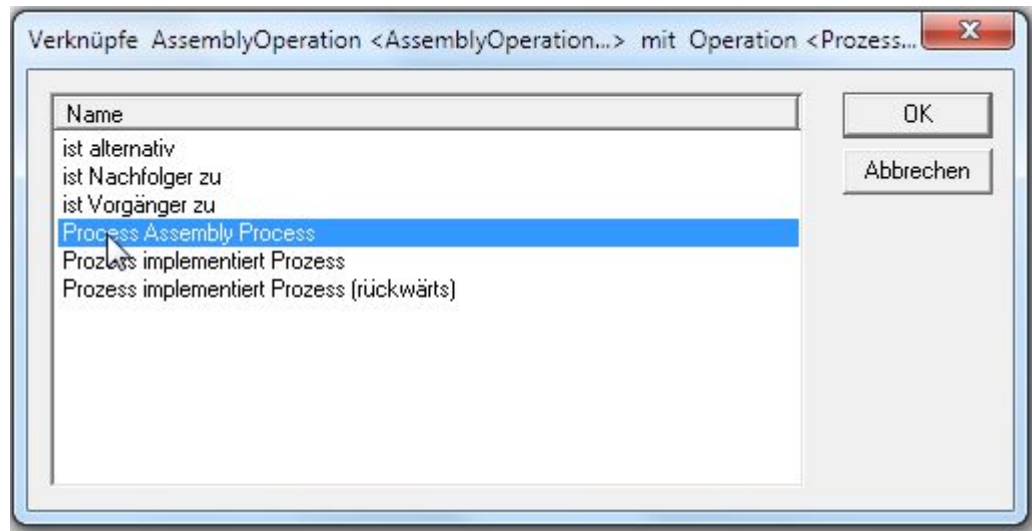 Verknüpfe AssemblyOperation <AssemblyOperation...> mit Operation <Prozess...
Name
ist alternativ
ist Nachfolger zu
ist Vorgänger zu
Process Assembly Process
Prozess implementiert Prozess
Prozess implementiert Prozess (rückwärts)
OK
Abbrechen